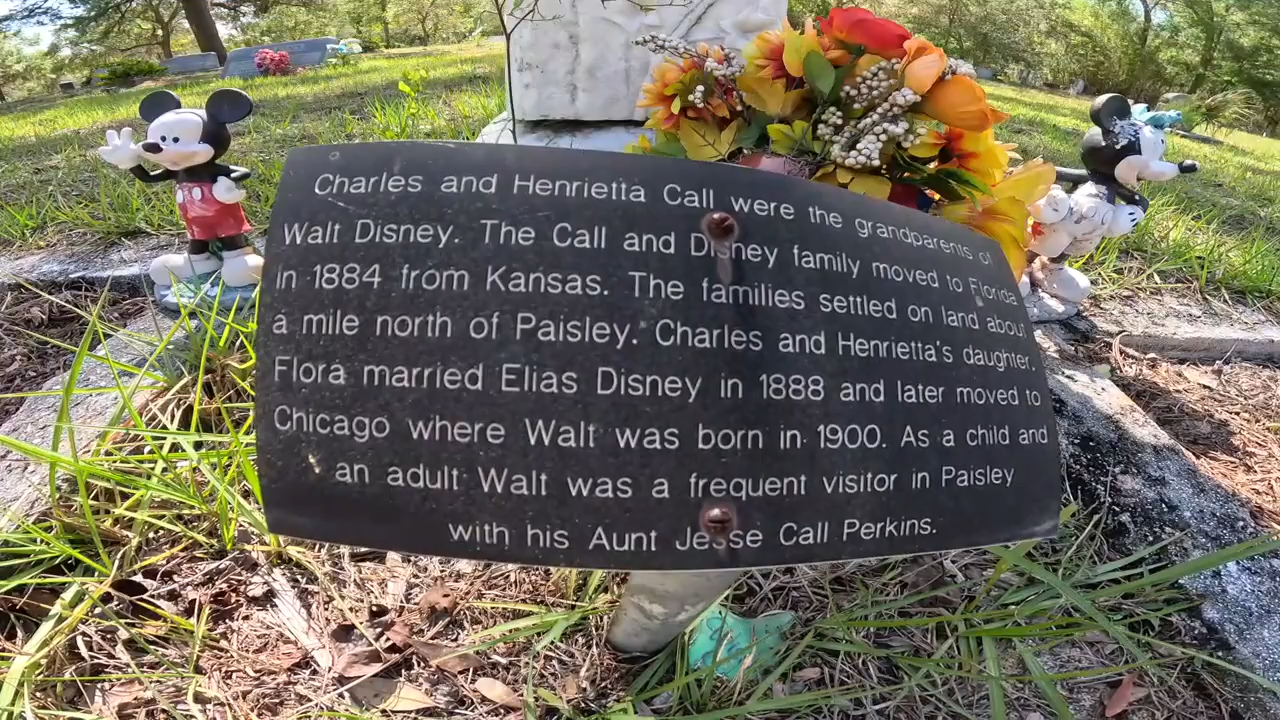 Charles and Henrietta Call were the grandparents of
Walt Disney. The Call and Disney family moved to Florida
in 1884 from Kansas. The families settled on land about
a mile north of Paisley. Charles and Henrietta's daughter,
Flora married Elias Disney in 1888 and later moved to
Chicago where Walt was born in 1900. As a child and
an adult Walt was a frequent visitor in Paisley
with his Aunt Jesse Call Perkins.